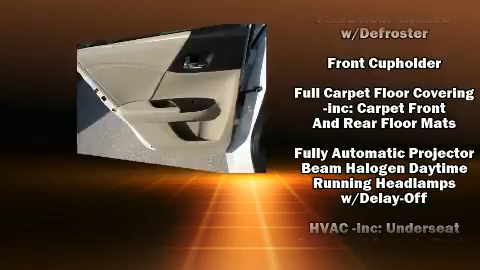 w/Defroster
Front Cupholder
Full Carpet Floor Covering
-inc: Carpet Front
And Rear Floor Mats
Fully Automatic Projector
Beam Halogen Daytime
Running Headlamps
w/Delay-Off
HVAC -Inc: Underseat